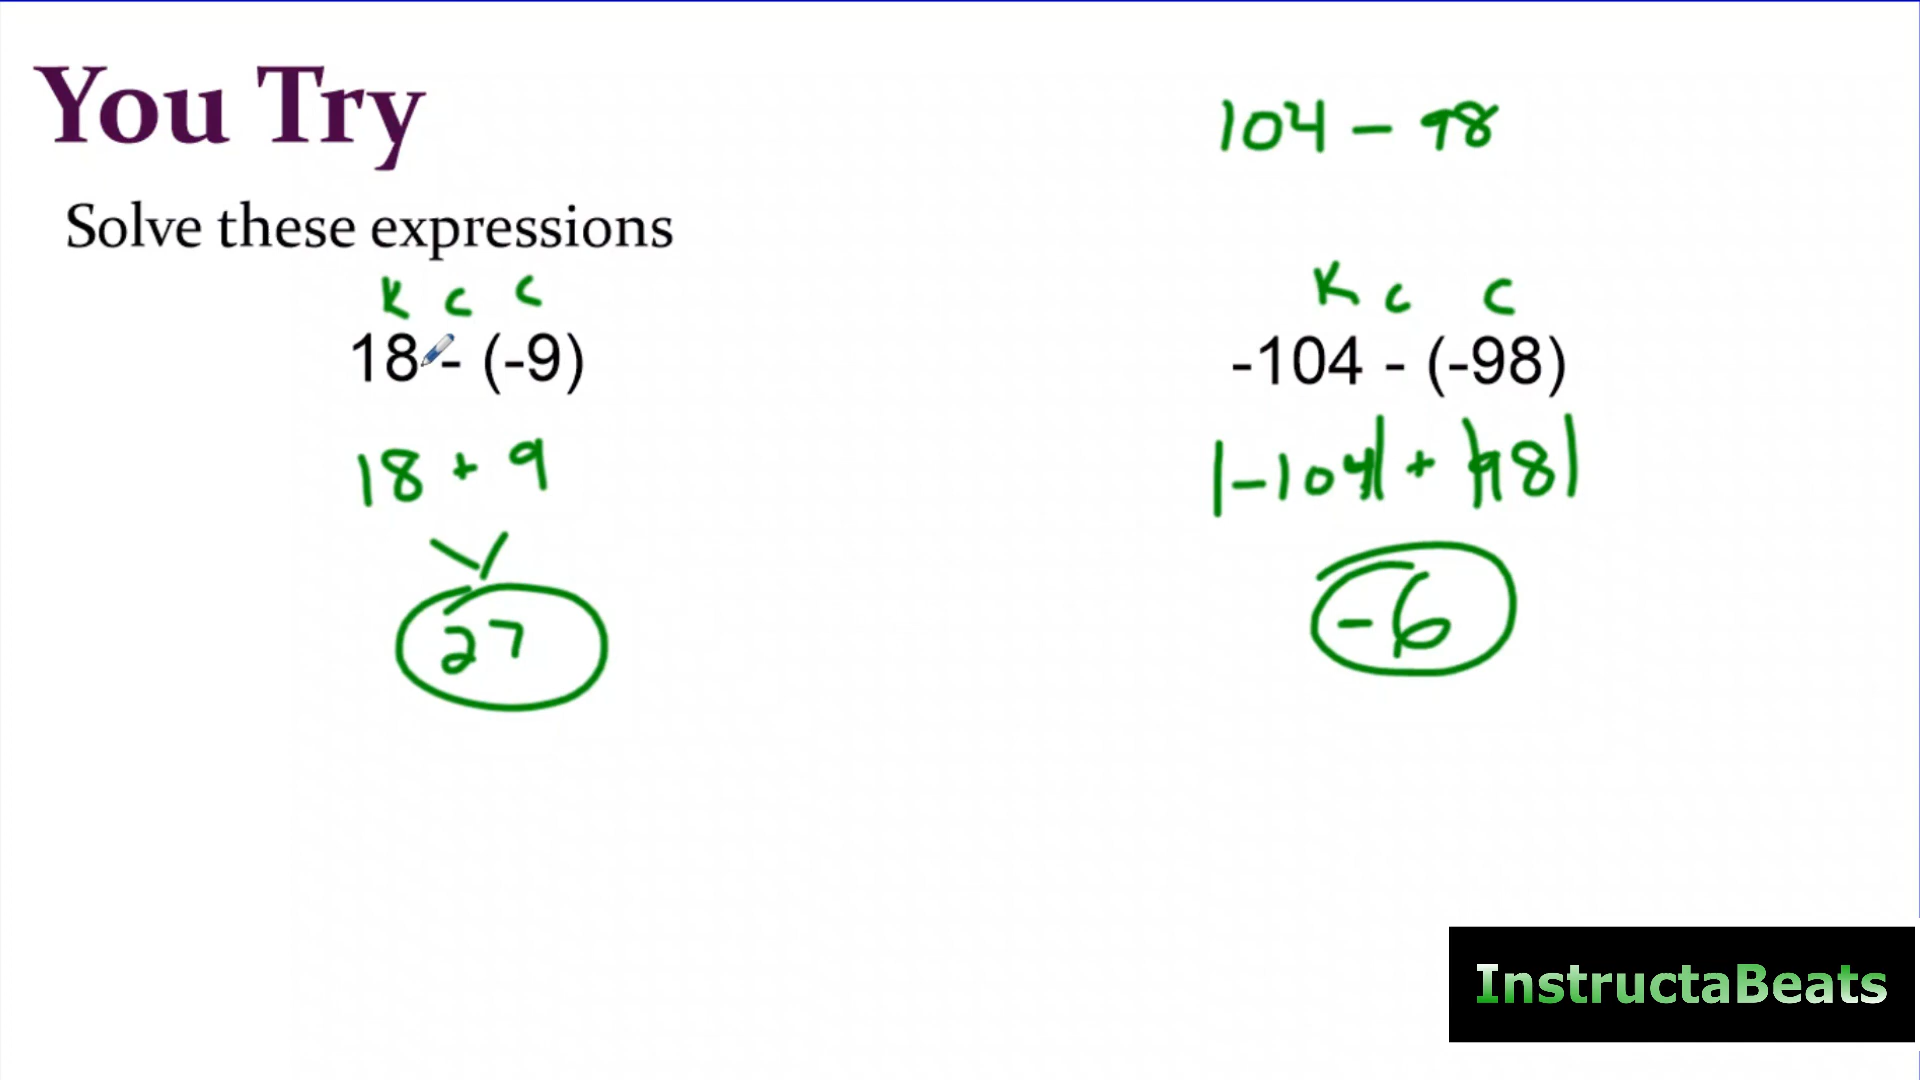 You Try
104 - 98
Solve these expressions
K C C
18 - (-9)
18 + 9
27
K C C
-104 - (-98)
|-104| + |98|
-6
InstructaBeats